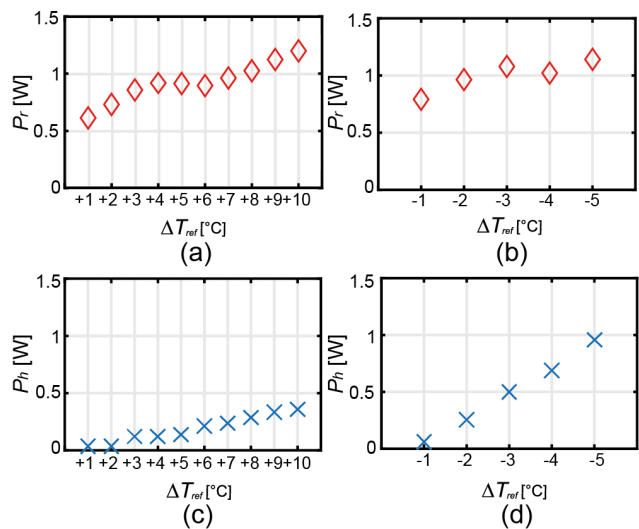 1.5
1
0.5
0
P_r [W]
+1 +2 +3 +4 +5 +6 +7 +8 +9 +10
ΔT_ref [°C]
(a)
1.5
1
0.5
0
P_r [W]
-1 -2 -3 -4 -5
ΔT_ref [°C]
(b)
1.5
1
0.5
0
P_h [W]
+1 +2 +3 +4 +5 +6 +7 +8 +9 +10
ΔT_ref [°C]
(c)
1.5
1
0.5
0
P_h [W]
-1 -2 -3 -4 -5
ΔT_ref [°C]
(d)